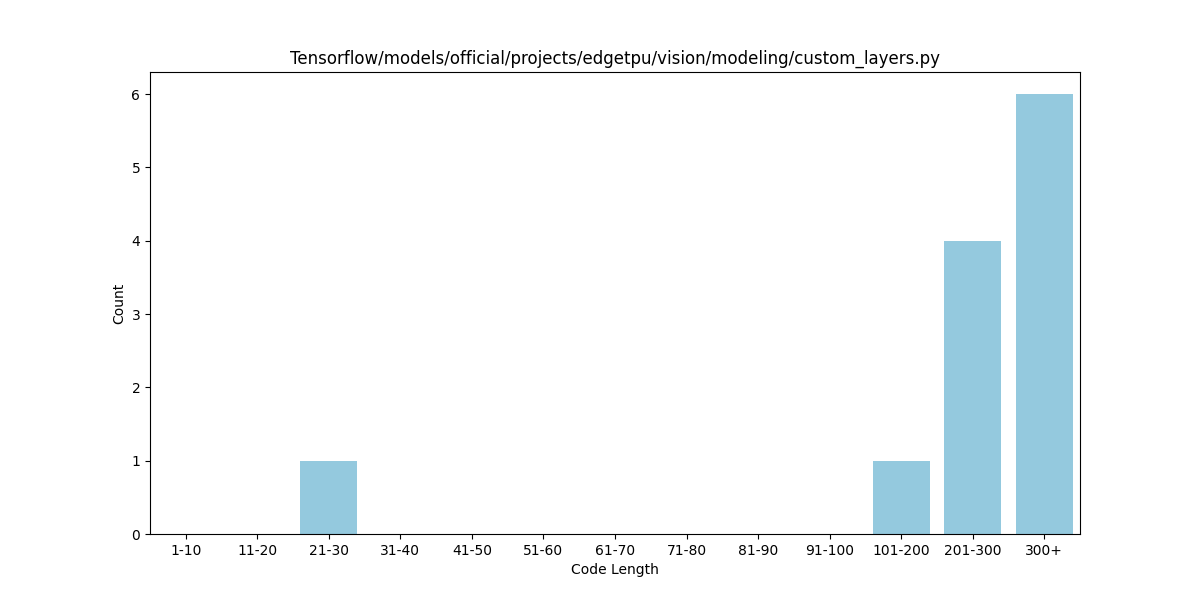 Tensorflow/models/official/projects/edgetpu/vision/modeling/custom_layers.py
6
5
4
3
2
1
0
Count
1-10 11-20 21-30 31-40 41-50 51-60 61-70 71-80 81-90 91-100 101-200 201-300 300+
Code Length